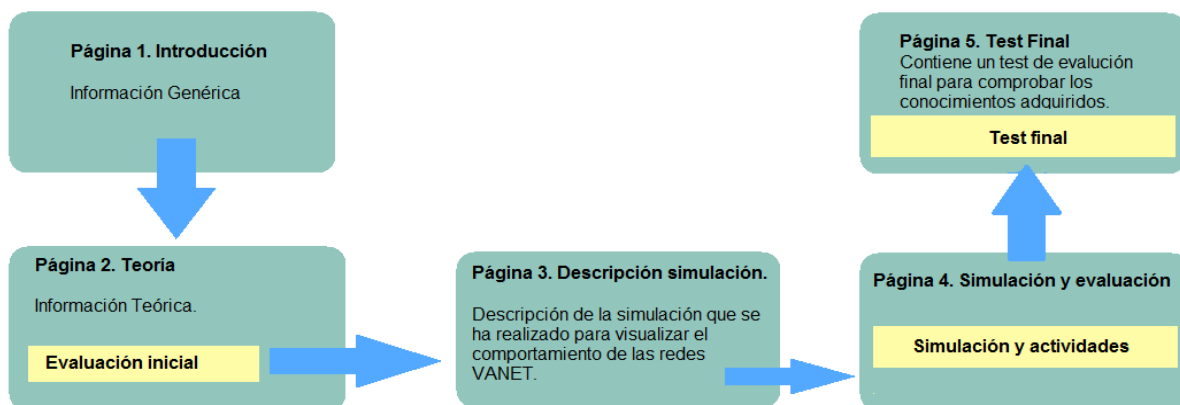 Página 1. Introducción
Información Genérica
Página 2. Teoría
Información Teórica.
Evaluación inicial
Página 3. Descripción simulación.
Descripción de la simulación que se
ha realizado para visualizar el
comportamiento de las redes
VANET.
Página 4. Simulación y evaluación
Simulación y actividades
Página 5. Test Final
Contiene un test de evalución
final para comprobar los
conocimientos adquiridos.
Test final